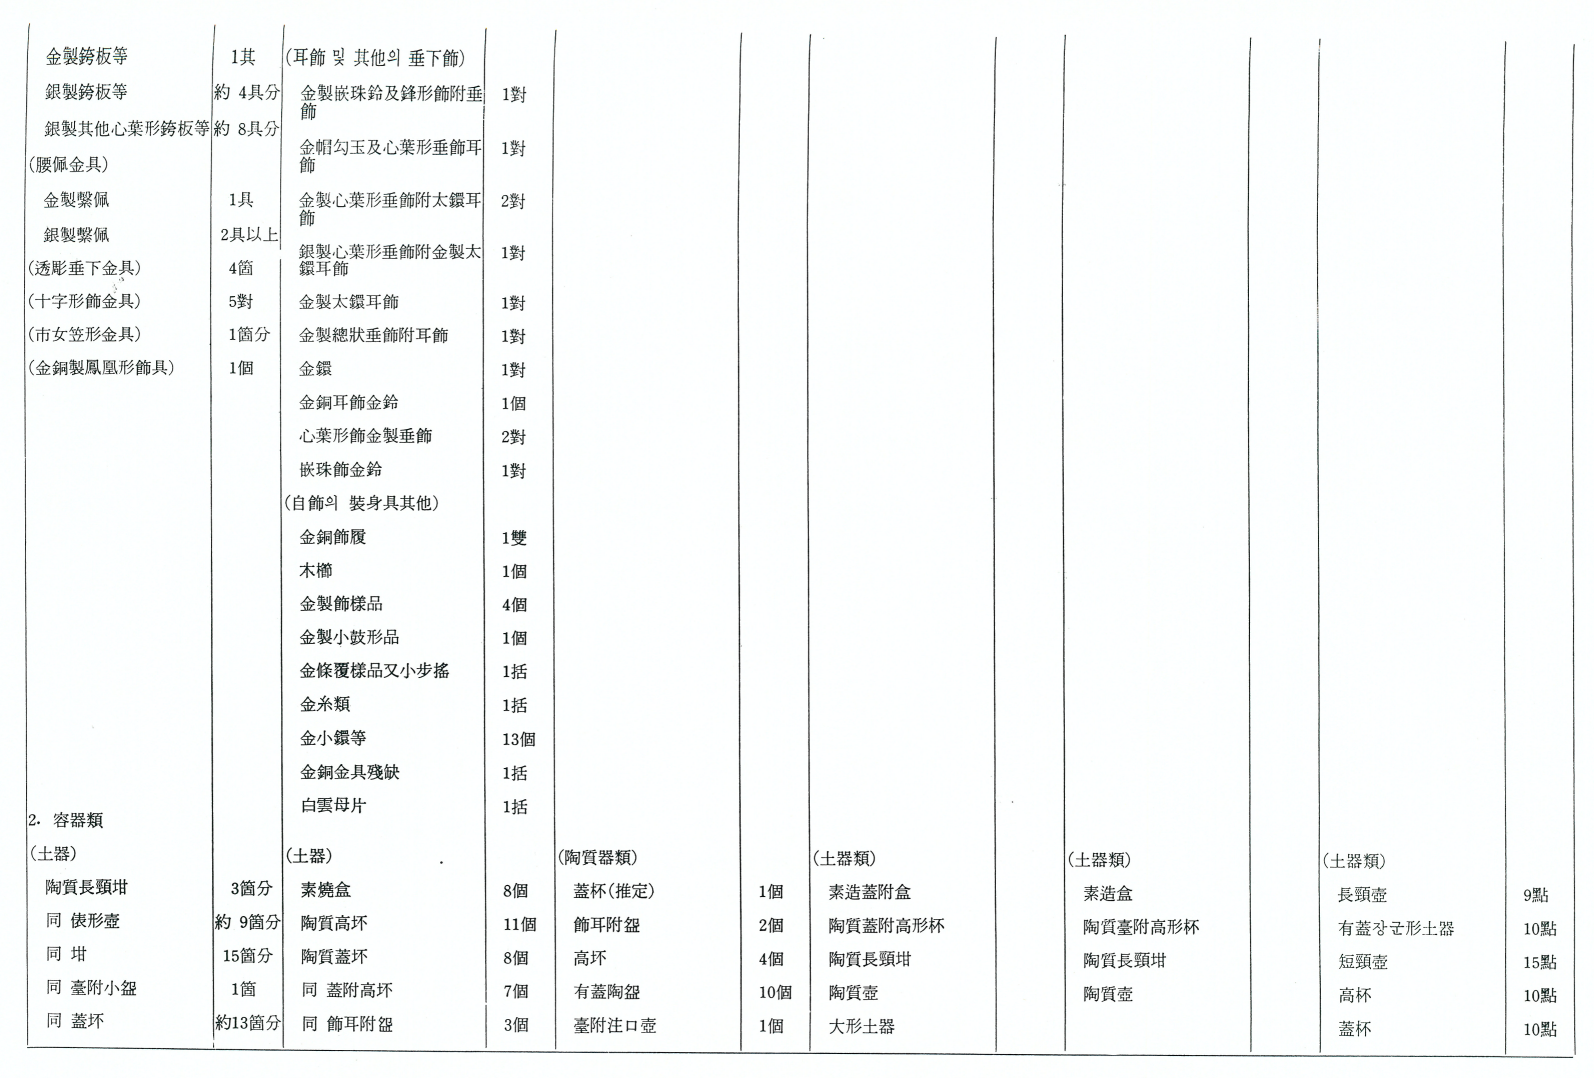 金製銙板等 1其
銀製銙板等 約 4具分
銀製其他心葉形銙板等 約 8具分
(腰佩金具)
金製繫佩 1具
銀製繫佩 2具以上
(透彫垂下金具) 4箇
(十字形飾金具) 5對
(市女笠形金具) 1箇分
(金銅製鳳凰形飾具) 1個
2. 容器類
(土器)
陶質長頸坩 3箇分
同 俵形壺 約 9箇分
同 坩 15箇分
同 臺附小盌 1箇
同 蓋坏 約13箇分
(耳飾 및 其他의 垂下飾)
金製嵌珠鈴及鋒形飾附垂 1對
飾
金帽勾玉及心葉形垂飾耳 1對
飾
金製心葉形垂飾附太鐶耳 2對
飾
銀製心葉形垂飾附金製太 1對
鐶耳飾
金製太鐶耳飾 1對
金製總狀垂飾附耳飾 1對
金鐶 1對
金銅耳飾金鈴 1個
心葉形飾金製垂飾 2對
嵌珠飾金鈴 1對
(自飾의 裝身具其他)
金銅飾履 1雙
木櫛 1個
金製飾樣品 4個
金製小鼓形品 1個
金條覆樣品又小步搖 1括
金糸類 1括
金小鐶等 13個
金銅金具殘缺 1括
白雲母片 1括
(土器)
素燒盒 8個
陶質高坏 11個
陶質蓋坏 8個
同 蓋附高坏 7個
同 飾耳附盌 3個
(陶質器類)
蓋杯(推定) 1個
飾耳附盌 2個
高坏 4個
有蓋陶盌 10個
臺附注口壺 1個
(土器類)
素造蓋附盒
陶質蓋附高形杯
陶質長頸坩
陶質壺
大形土器
(土器類)
素造盒
陶質臺附高形杯
陶質長頸坩
陶質壺
(土器類)
長頸壺 9點
有蓋장군形土器 10點
短頸壺 15點
高杯 10點
蓋杯 10點